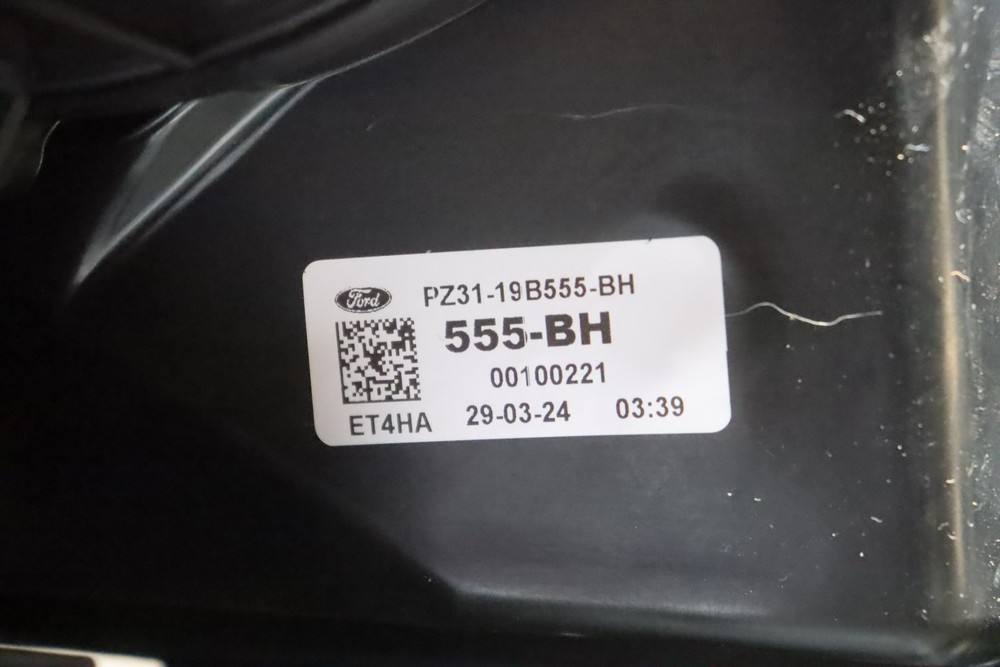 Ford PZ31-19B555-BH
555-BH
00100221
ET4HA 29-03-24 03:39